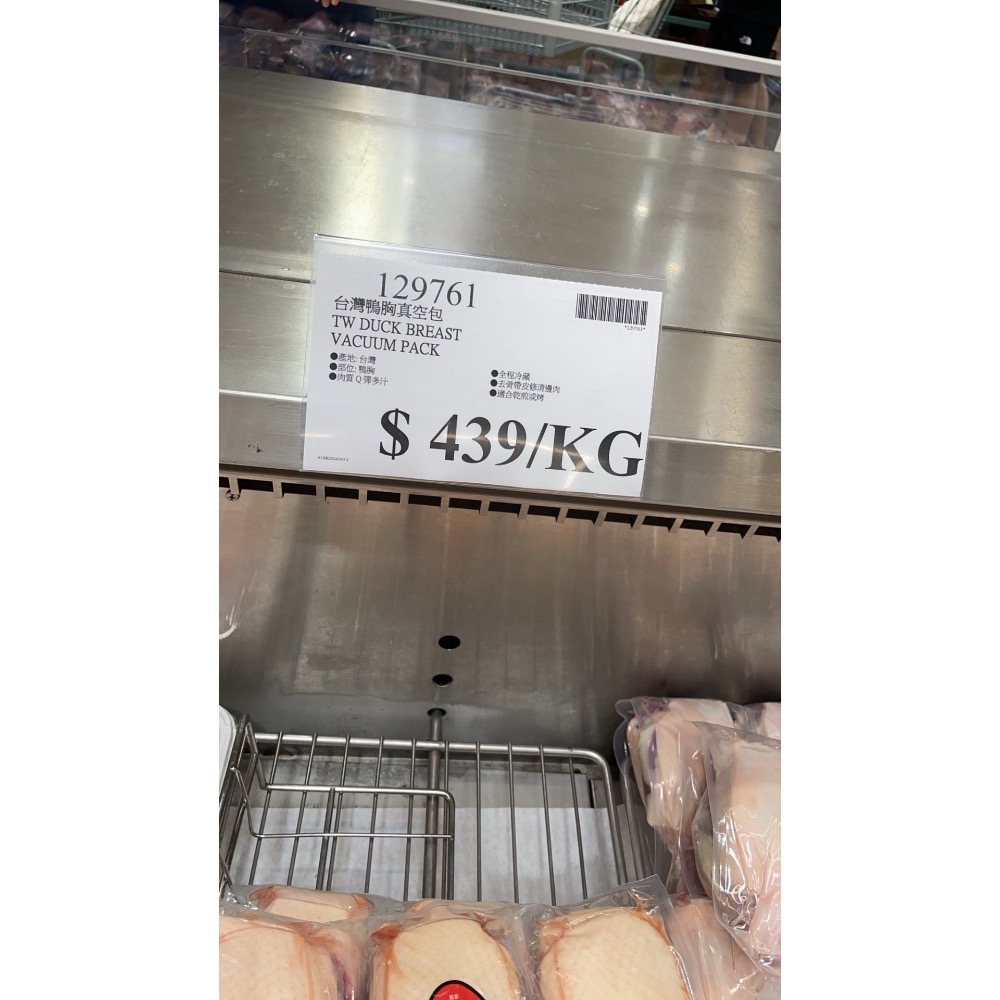 129761
台灣鴨胸真空包
TW DUCK BREAST
VACUUM PACK
●產地: 台灣
●部位: 鴨胸
●肉質 Q 彈多汁
●全程冷藏
●去骨帶皮修清邊肉
●適合乾煎或烤
*129761*
$ 439/KG